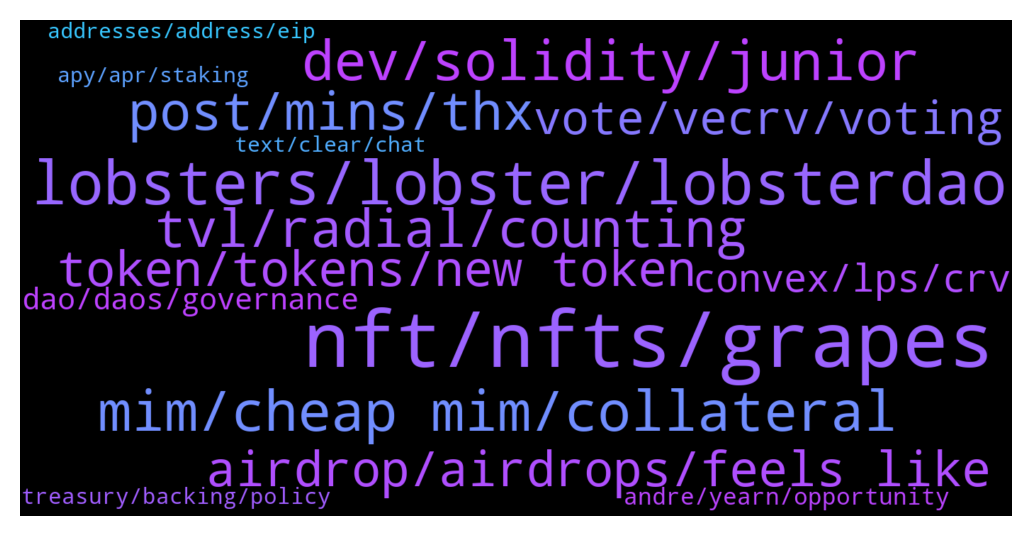 addresses/address/eip
dev/solidity/junior
apy/apr/staking
post/mins/thx
vote/vecrv/voting
text/clear/chat
lobsters/lobster/lobsterdao
tvl/radial/counting
token/tokens/new token
convex/lps/crv
dao/daos/governance
nft/nfts/grapes
mim/cheap mim/collateral
airdrop/airdrops/feels like
treasury/backing/policy
andre/yearn/opportunity